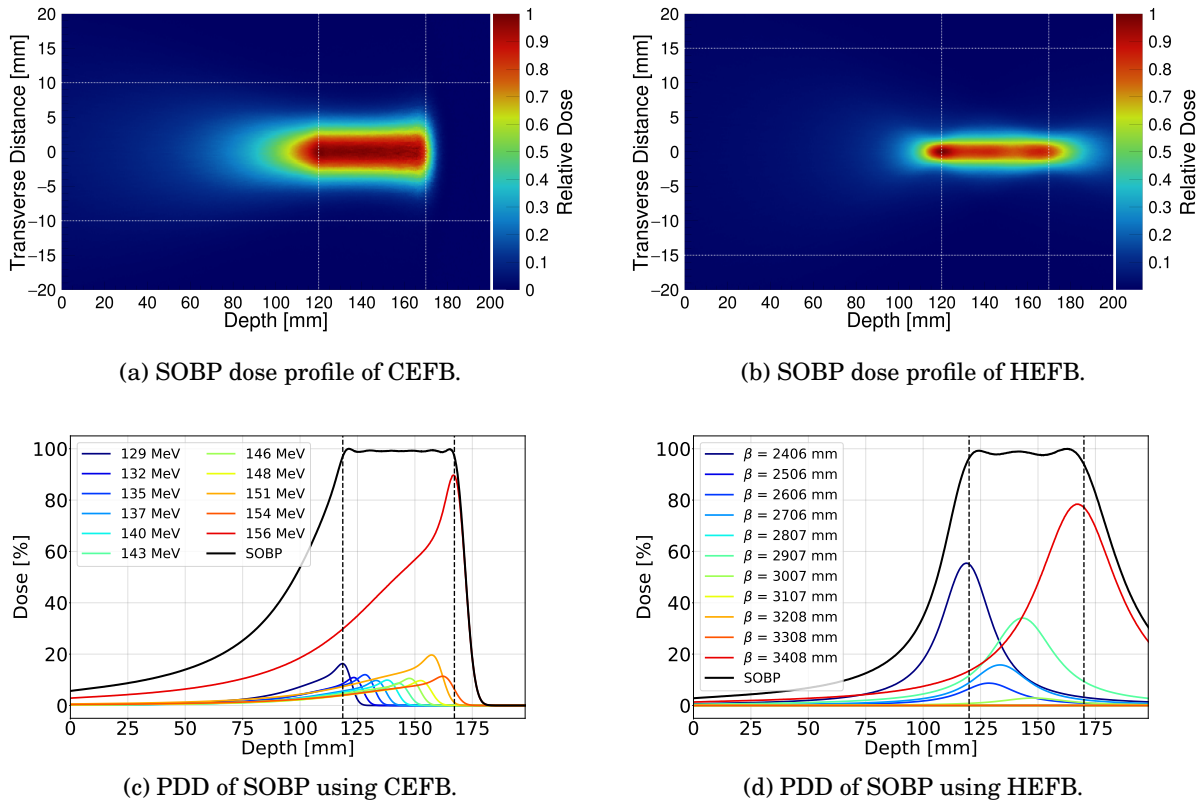 20
15
10
5
0
−5
−10
−15
−20
Transverse Distance [mm]
0 20 40 60 80 100 120 140 160 180 200
Depth [mm]
1
0.9
0.8
0.7
0.6
0.5
0.4
0.3
0.2
0.1
0
Relative Dose
(a) SOBP dose profile of CEFB.
20
15
10
5
0
−5
−10
−15
−20
Transverse Distance [mm]
0 20 40 60 80 100 120 140 160 180 200
Depth [mm]
1
0.9
0.8
0.7
0.6
0.5
0.4
0.3
0.2
0.1
Relative Dose
(b) SOBP dose profile of HEFB.
100
80
60
40
20
0
Dose [%]
129 MeV
132 MeV
135 MeV
137 MeV
140 MeV
143 MeV
146 MeV
148 MeV
151 MeV
154 MeV
156 MeV
SOBP
0 25 50 75 100 125 150 175
Depth [mm]
(c) PDD of SOBP using CEFB.
100
80
60
40
20
0
Dose [%]
β = 2406 mm
β = 2506 mm
β = 2606 mm
β = 2706 mm
β = 2807 mm
β = 2907 mm
β = 3007 mm
β = 3107 mm
β = 3208 mm
β = 3308 mm
β = 3408 mm
SOBP
0 25 50 75 100 125 150 175
Depth [mm]
(d) PDD of SOBP using HEFB.